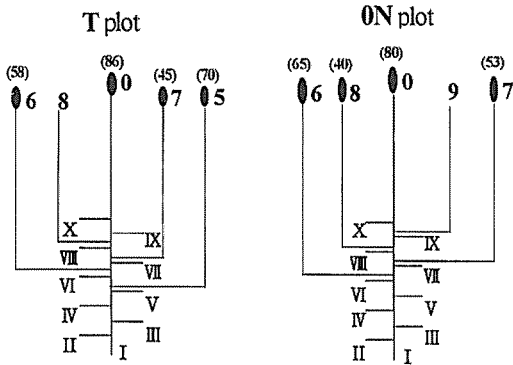 T plot
0N plot
(58)
(86)
(45)
(70)
6
8
0
7
5
X
IX
VIII
VII
VI
V
IV
III
II
I
(65)
(40)
(80)
(53)
6
8
0
9
7
X
IX
VIII
VII
VI
V
IV
III
II
I